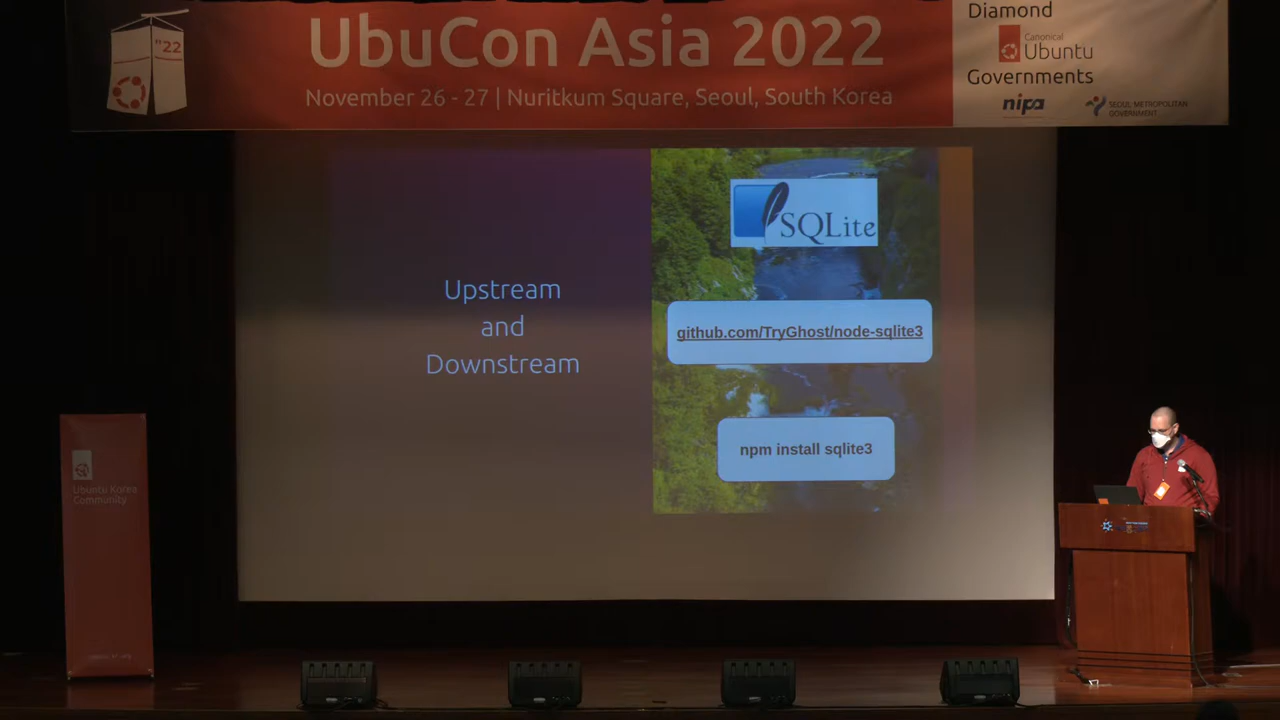 "22
UbuCon Asia 2022
November 26 - 27 | Nuritkum Square, Seoul, South Korea
Diamond
Canonical
Ubuntu
Governments
nipa
SEOUL METROPOLITAN
GOVERNMENT
Upstream
and
Downstream
SQLite
github.com/TryGhost/node-sqlite3
npm install sqlite3
Ubuntu Korea
Community